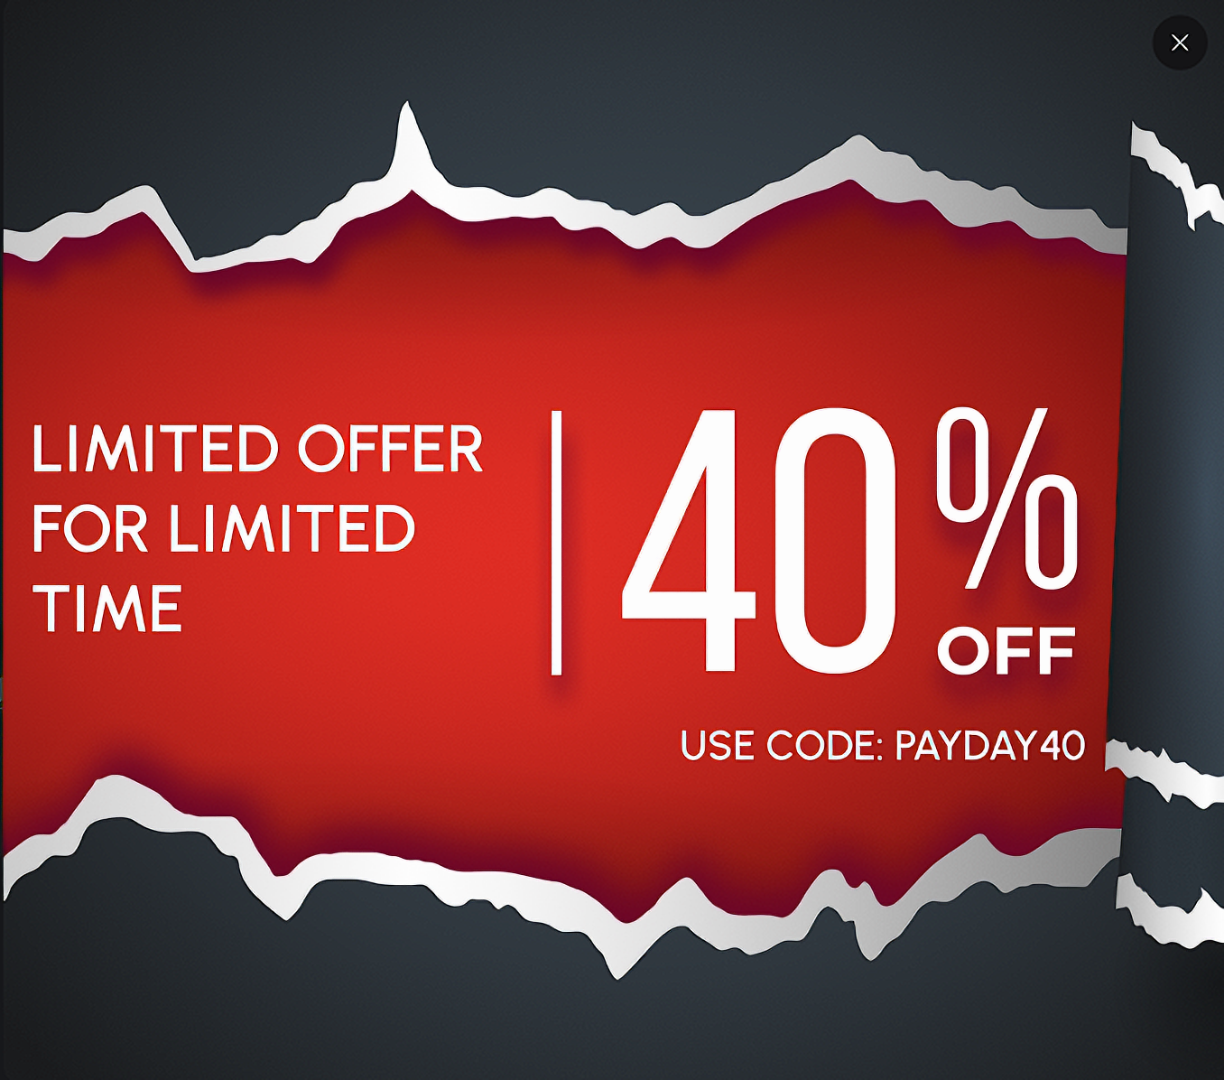 LIMITED OFFER
FOR LIMITED
TIME
40%
OFF
USE CODE: PAYDAY40